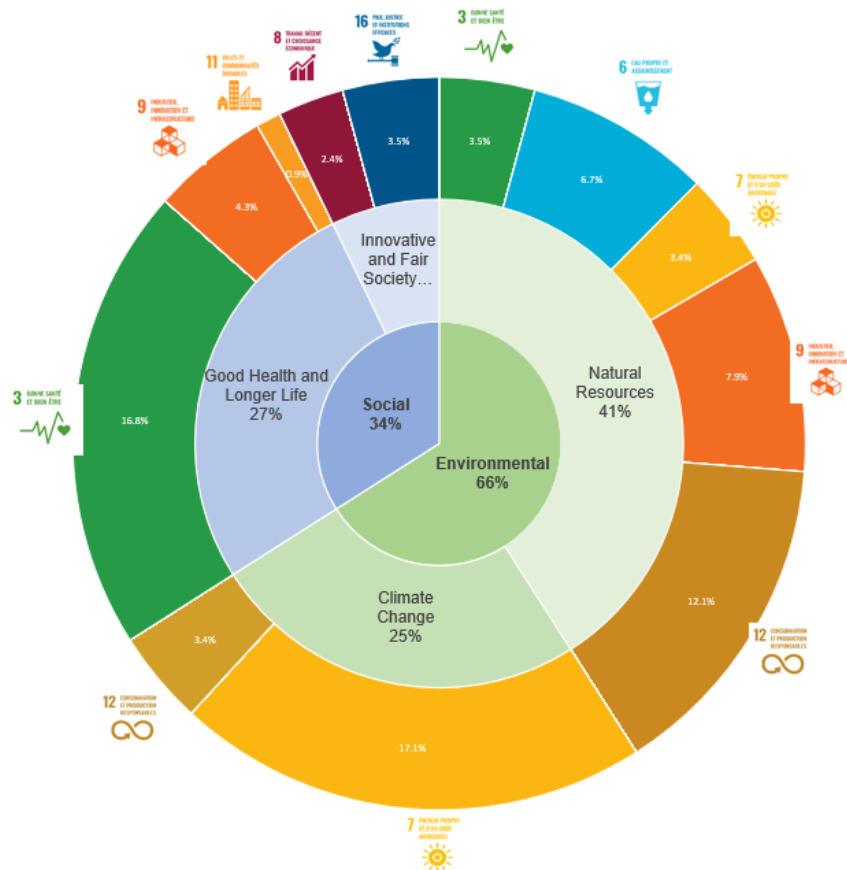 16 PAIX, JUSTICE
ET INSTITUTIONS
EFFICACES
3 BONNE SANTÉ
ET BIEN-ÊTRE
8 TRAVAIL DÉCENT
ET CROISSANCE
ÉCONOMIQUE
11 VILLES ET
COMMUNAUTÉS
DURABLES
6 EAU PROPRE ET
ASSAINISSEMENT
9 INDUSTRIE,
INNOVATION ET
INFRASTRUCTURE
7 ÉNERGIE PROPRE
ET D'UN COÛT
ABORDABLE
3.5%
3.5%
2.4%
0.9%
6.7%
4.3%
3.4%
Innovative
and Fair
Society…
9 INDUSTRIE,
INNOVATION ET
INFRASTRUCTURE
7.9%
Natural
Resources
41%
Good Health and
Longer Life
27%
Social
34%
3 BONNE SANTÉ
ET BIEN-ÊTRE
16.8%
Environmental
66%
Climate
Change
25%
12.1%
3.4%
12 CONSOMMATION
ET PRODUCTION
RESPONSABLES
12 CONSOMMATION
ET PRODUCTION
RESPONSABLES
17.1%
7 ÉNERGIE PROPRE
ET D'UN COÛT
ABORDABLE